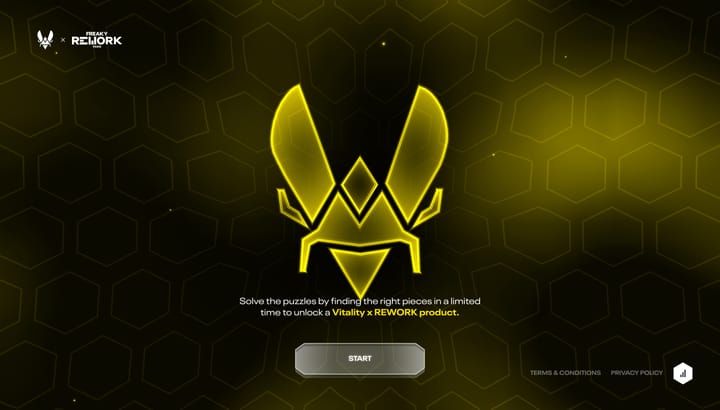 FREAKY
REWORK
PARIS
Solve the puzzles by finding the right pieces in a limited
time to unlock a Vitality x REWORK product.
START
TERMS & CONDITIONS PRIVACY POLICY